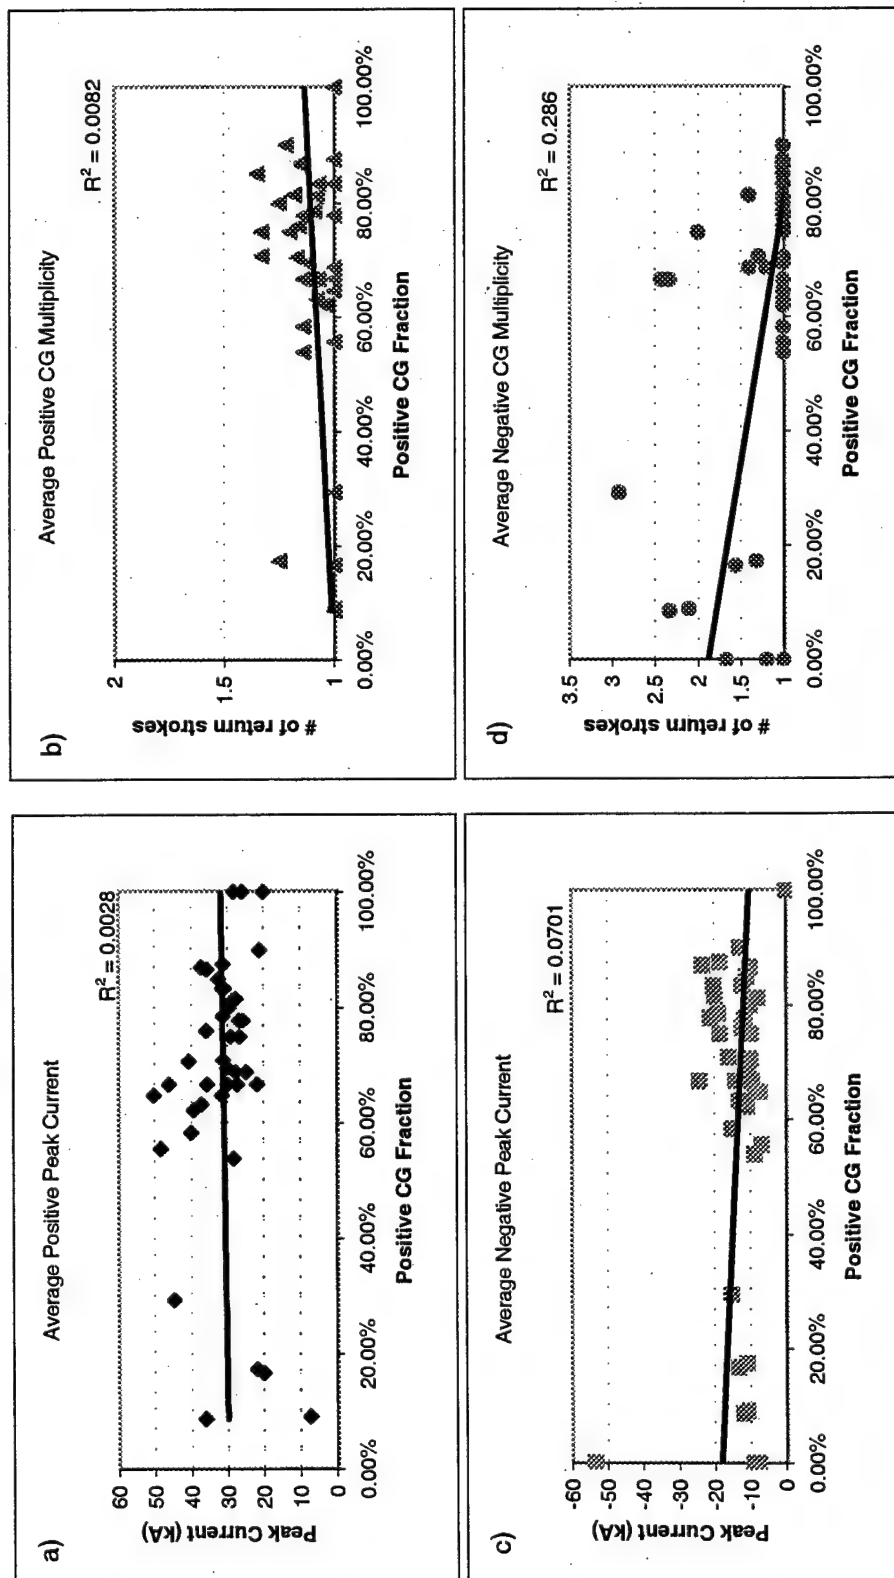 a)
Average Positive Peak Current
R² = 0.0028
60
50
40
30
20
10
0
Peak Current (kA)
0.00%
20.00%
40.00%
60.00%
80.00%
100.00%
Positive CG Fraction
b)
Average Positive CG Multiplicity
R² = 0.0082
2
1.5
1
# of return strokes
0.00%
20.00%
40.00%
60.00%
80.00%
100.00%
Positive CG Fraction
c)
Average Negative Peak Current
R² = 0.0701
-60
-50
-40
-30
-20
-10
0
Peak Current (kA)
0.00%
20.00%
40.00%
60.00%
80.00%
100.00%
Positive CG Fraction
d)
Average Negative CG Multiplicity
R² = 0.286
3.5
3
2.5
2
1.5
1
# of return strokes
0.00%
20.00%
40.00%
60.00%
80.00%
100.00%
Positive CG Fraction